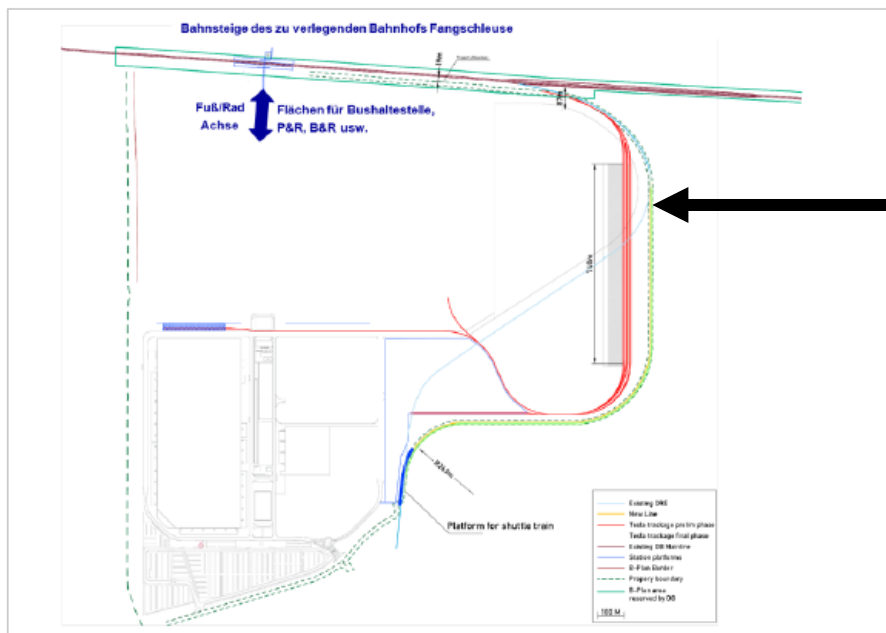 Bahnsteige des zu verlegenden Bahnhofs Fangschleuse
Fuß/Rad
Achse
Flächen für Bushaltestelle,
P&R, B&R usw.
Platform for shuttle train
Existing DRE
New Line
Tesla trackage prelim phase
Tesla trackage final phase
Existing DB Mainline
Station platforms
B-Plan Border
Propery boundary
B-Plan area
reserved by DB
100 M